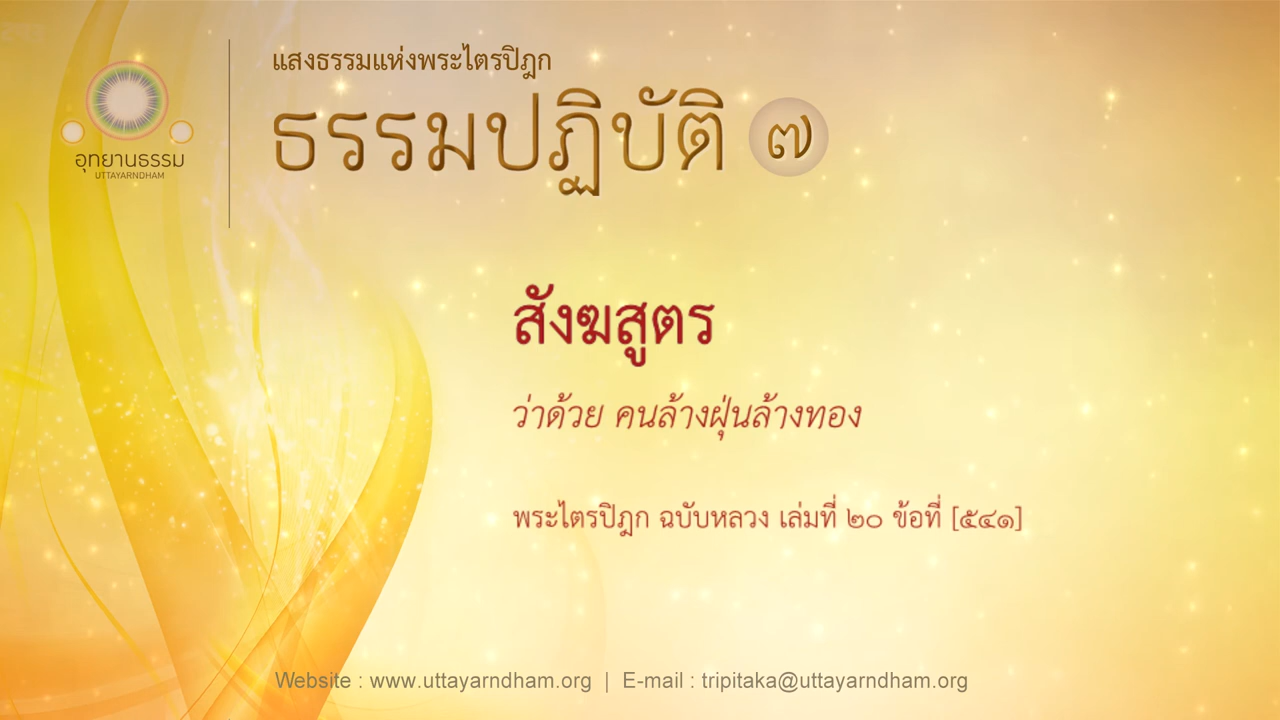 แสงธรรมแห่งพระไตรปิฎก
ธรรมปฏิบัติ ๗
อุทยานธรรม
UTTAYARNDHAM
สังฆสูตร
ว่าด้วย คนล้างฝุ่นล้างทอง
พระไตรปิฎก ฉบับหลวง เล่มที่ ๒๐ ข้อที่ [๕๔๑]
Website : www.uttayarndham.org | E-mail : tripitaka@uttayarndham.org